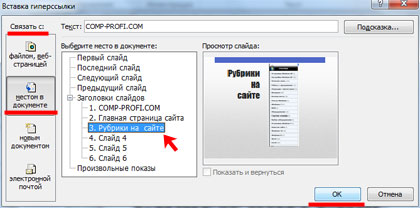 Вставка гиперссылки
Связать с:
Текст: COMP-PROFI.COM
Подсказка...
файлом, веб-страницей
местом в документе
новым документом
электронной почтой
Выберите место в документе:
Первый слайд
Последний слайд
Следующий слайд
Предыдущий слайд
Заголовки слайдов
1. COMP-PROFI.COM
2. Главная страница сайта
3. Рубрики на сайте
4. Слайд 4
5. Слайд 5
6. Слайд 6
Произвольные показы
Просмотр слайда:
Рубрики
на
сайте
Показать и вернуться
ОК
Отмена